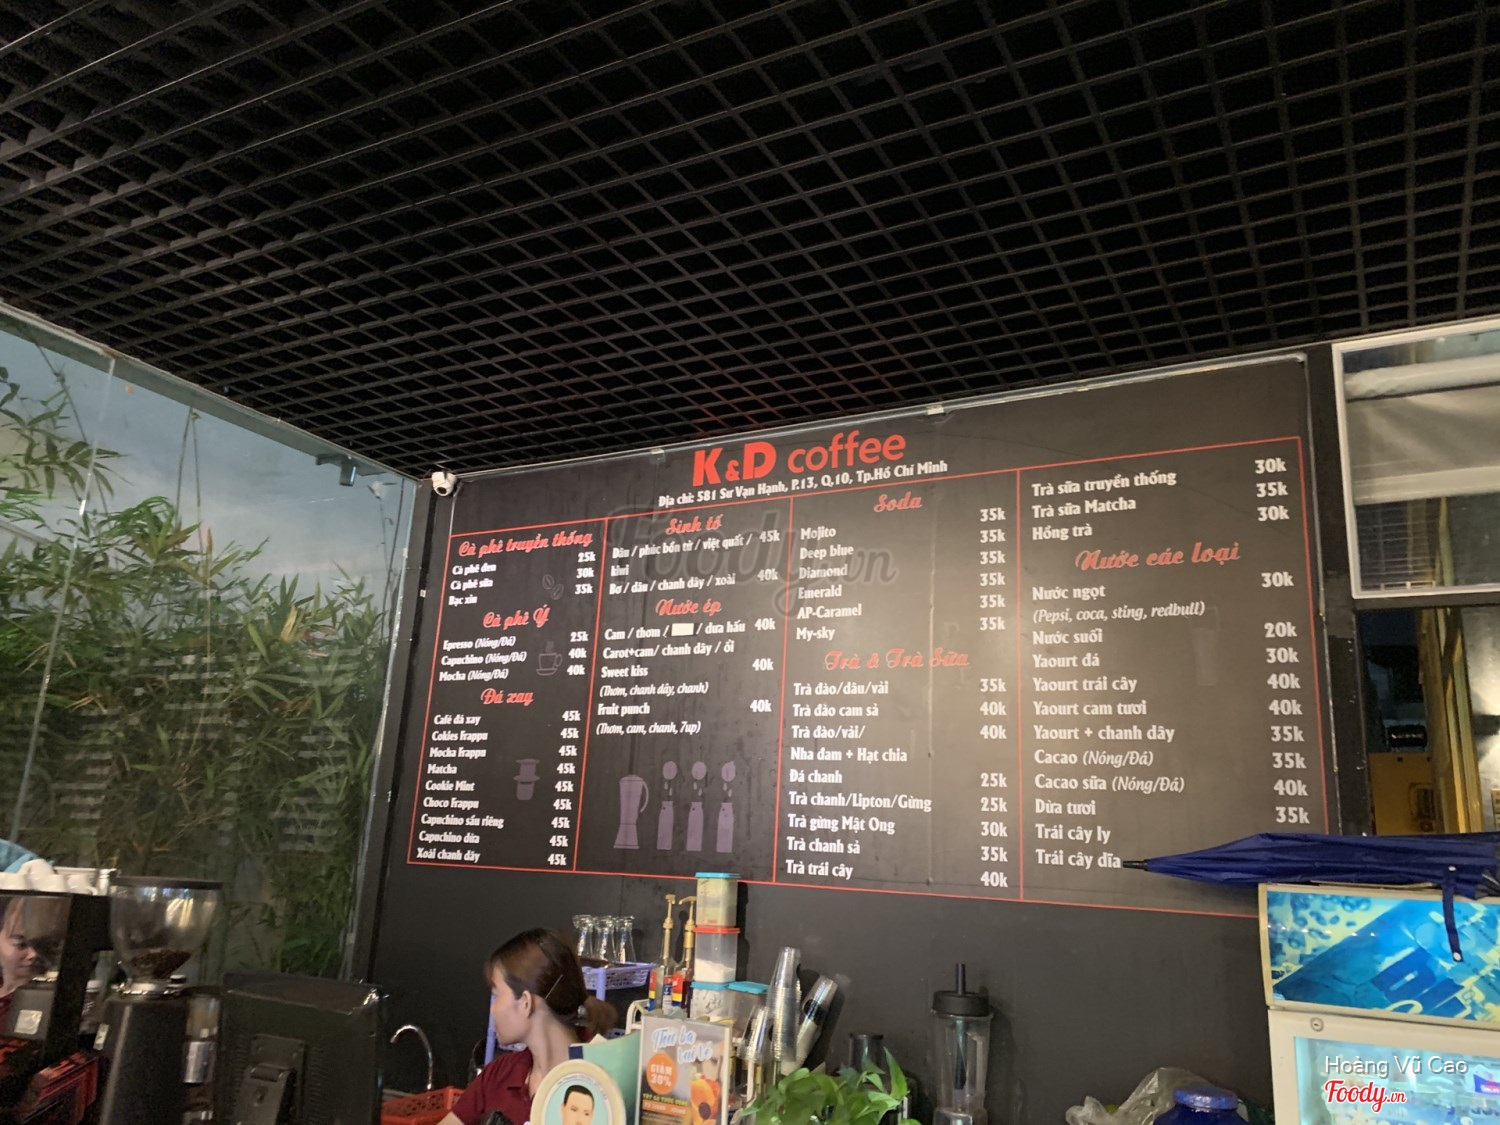 K&D coffee
Địa chỉ: 581 Sư Vạn Hạnh, P.13, Q.10, Tp.Hồ Chí Minh
Cà phê truyền thống
Cà phê đen 25k
Cà phê sữa 30k
Bạc xỉu 35k
Cà phê Ý
Epresso (Nóng/Đá) 25k
Capuchino (Nóng/Đá) 40k
Mocha (Nóng/Đá) 40k
Đá xay
Café đá xay 45k
Cokies Frappu 45k
Mocha Frappu 45k
Matcha 45k
Cookie Mint 45k
Choco Frappu 45k
Capuchino sầu riêng 45k
Capuchino dừa 45k
Xoài chanh dây 45k
Sinh tố
Dâu / phúc bồn tử / việt quất / 45k
kiwi
Bơ / dâu / chanh dây / xoài 40k
Nước ép
Cam / thơm / / dưa hấu 40k
Carot+cam/ chanh dây / ổi
Sweet kiss 40k
(Thơm, chanh dây, chanh)
Fruit punch 40k
(Thơm, cam, chanh, 7up)
Soda
Mojito 35k
Deep blue 35k
Diamond 35k
Emerald 35k
AP-Caramel 35k
My-sky 35k
Trà & Trà Sữa
Trà đào/dâu/vải 35k
Trà đào cam sả 40k
Trà đào/vải/ 40k
Nha đam + Hạt chia
Đá chanh 25k
Trà chanh/Lipton/Gừng 25k
Trà gừng Mật Ong 30k
Trà chanh sả 35k
Trà trái cây 40k
Trà sữa truyền thống 30k
Trà sữa Matcha 35k
Hồng trà 30k
Nước các loại
Nước ngọt 30k
(Pepsi, coca, sting, redbull)
Nước suối 20k
Yaourt đá 30k
Yaourt trái cây 40k
Yaourt cam tươi 40k
Yaourt + chanh dây 35k
Cacao (Nóng/Đá) 35k
Cacao sữa (Nóng/Đá) 40k
Dừa tươi 35k
Trái cây ly
Trái cây dĩa
Foody.vn
GIẢM
30%
Hoàng Vũ Cao
Foody.vn